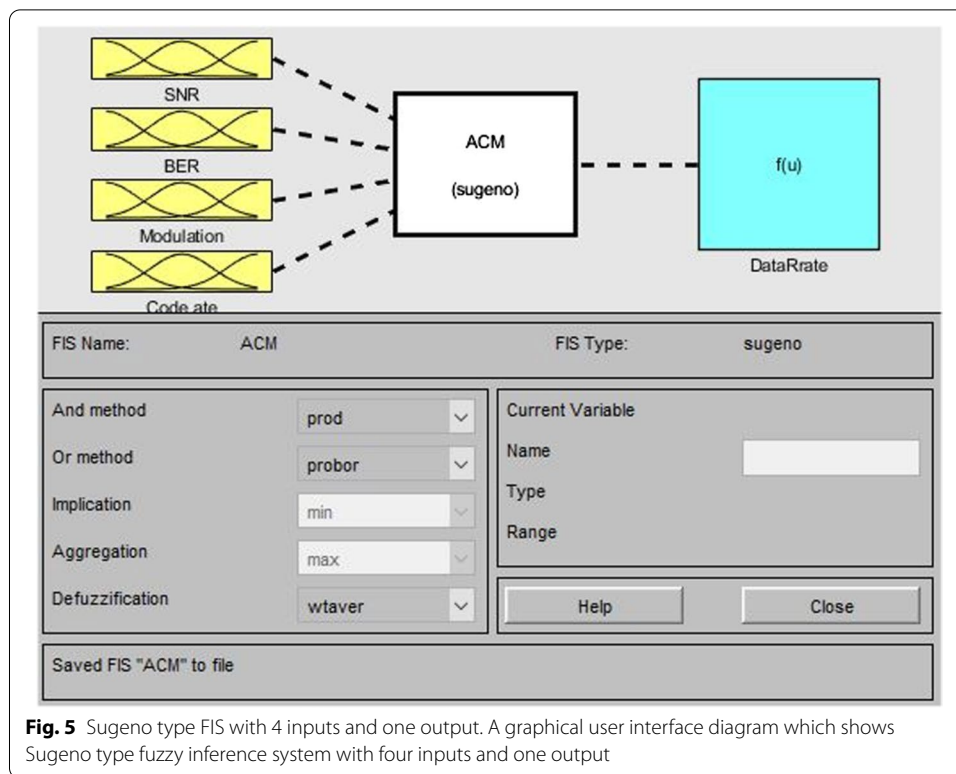 SNR
BER
Modulation
Code ate
ACM
(sugeno)
f(u)
DataRrate
FIS Name: ACM FIS Type: sugeno
And method prod
Or method probor
Implication min
Aggregation max
Defuzzification wtaver
Current Variable
Name
Type
Range
Help Close
Saved FIS "ACM" to file
Fig. 5 Sugeno type FIS with 4 inputs and one output. A graphical user interface diagram which shows
Sugeno type fuzzy inference system with four inputs and one output